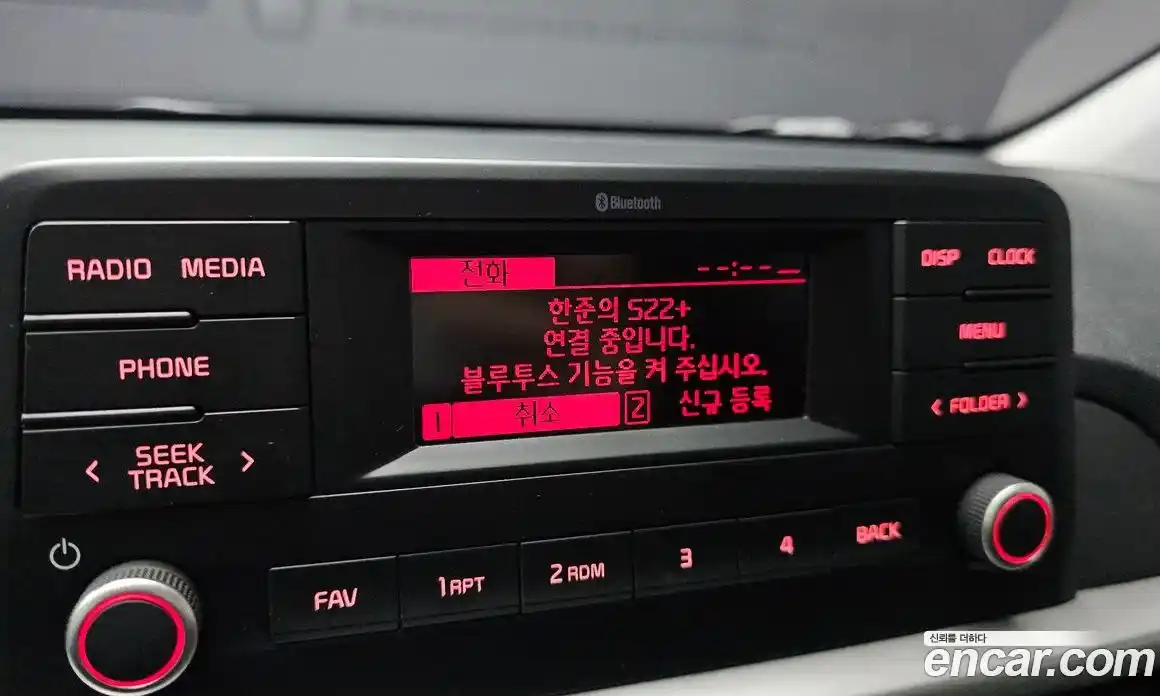 Bluetooth
RADIO MEDIA
PHONE
< SEEK TRACK >
전화 --:--
한준의 S22+
연결 중입니다.
블루투스 기능을 켜 주십시오.
1 취소 2 신규 등록
DISP CLOCK
MENU
< FOLDER >
FAV 1 RPT 2 RDM 3 4 BACK
신뢰를 더하다
encar.com